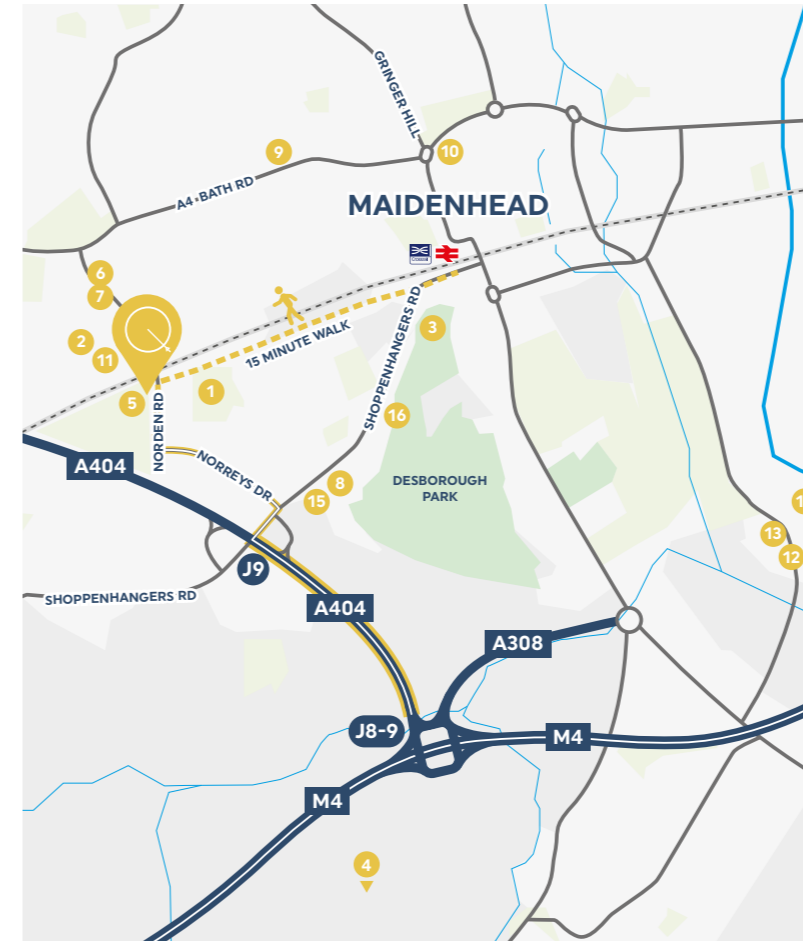 GRINGER HILL
9
10
A4 BATH RD
MAIDENHEAD
6
7
2
11
5
1
15 MINUTE WALK
SHOPPENHANGERS RD
3
16
NORDEN RD
A404
NORREYS DR
8
15
DESBOROUGH
PARK
1
13
12
J9
SHOPPENHANGERS RD
A404
A308
J8-9
M4
M4
4